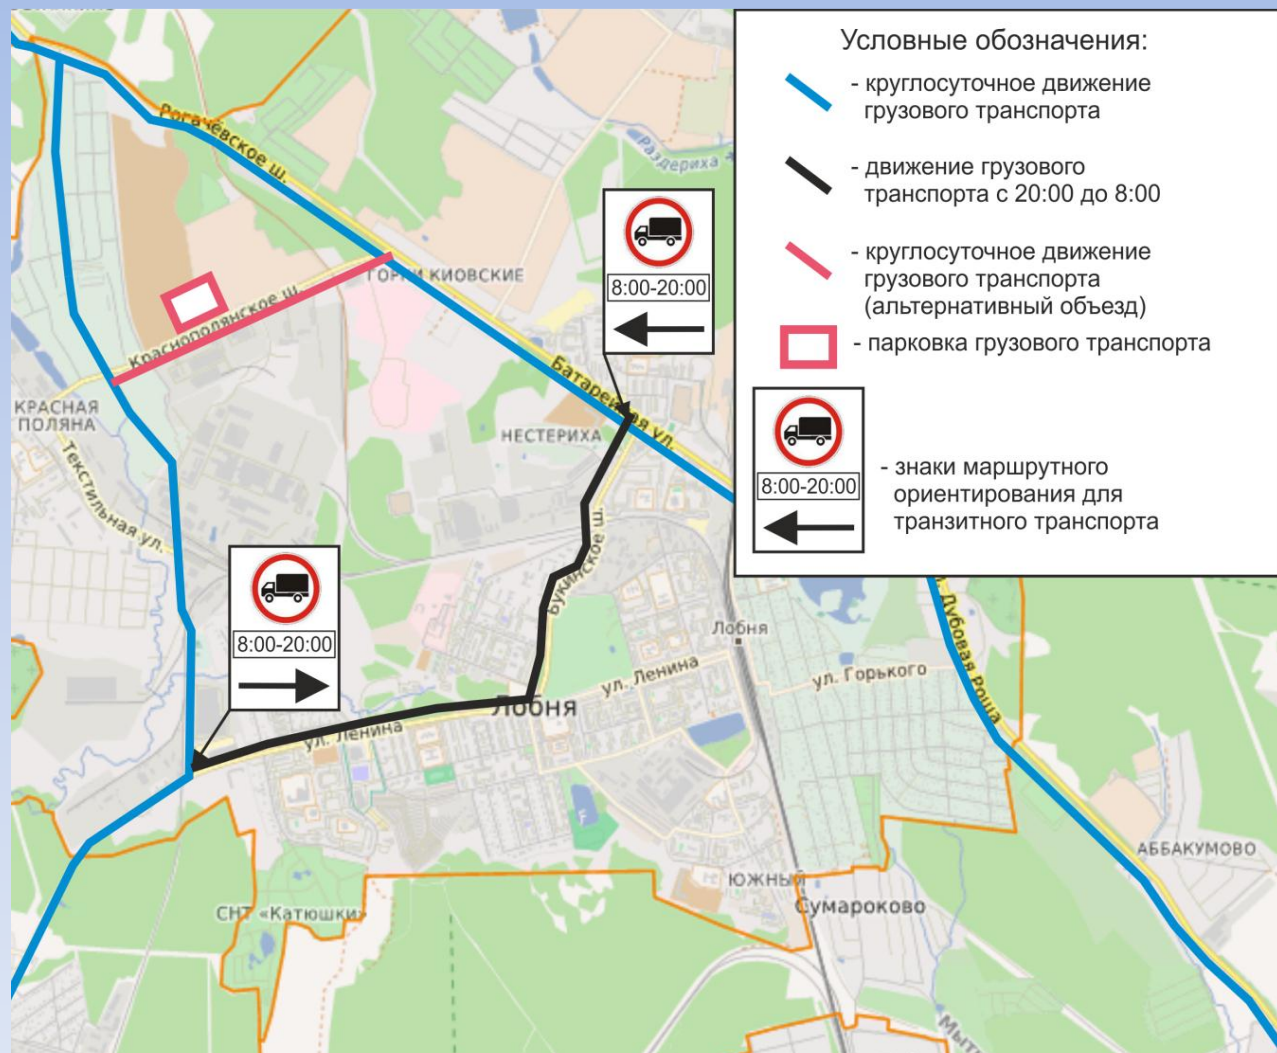 Условные обозначения:
- круглосуточное движение
грузового транспорта
- движение грузового
транспорта с 20:00 до 8:00
- круглосуточное движение
грузового транспорта
(альтернативный объезд)
- парковка грузового транспорта
8:00-20:00
- знаки маршрутного
ориентирования для
транзитного транспорта
Рогачёвское ш.
Раздериха
8:00-20:00
ГОРКИ КИОВСКИЕ
Краснополянское ш.
Батарейная ул.
КРАСНАЯ
ПОЛЯНА
НЕСТЕРИХА
Текстильная ул.
Букинское ш.
8:00-20:00
Лобня
ул. Ленина
ул. Горького
Дубовая Роща
Лобня
ул. Ленина
АББАКУМОВО
ЮЖНЫЙ
Сумароково
СНТ «Катюшки»